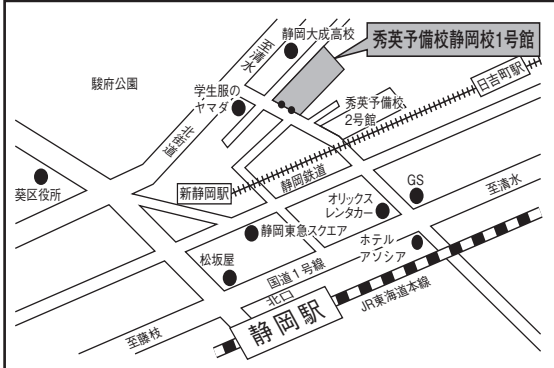 静岡大成高校
秀英予備校静岡校1号館
至清水
駿府公園
学生服の
ヤマダ
日吉町駅
秀英予備校
2号館
北街道
葵区役所
新静岡駅
静岡鉄道
GS
至清水
オリックス
レンタカー
静岡東急スクエア
ホテル
アソシア
松坂屋
国道1号線
北口
JR東海道本線
静岡駅
至藤枝